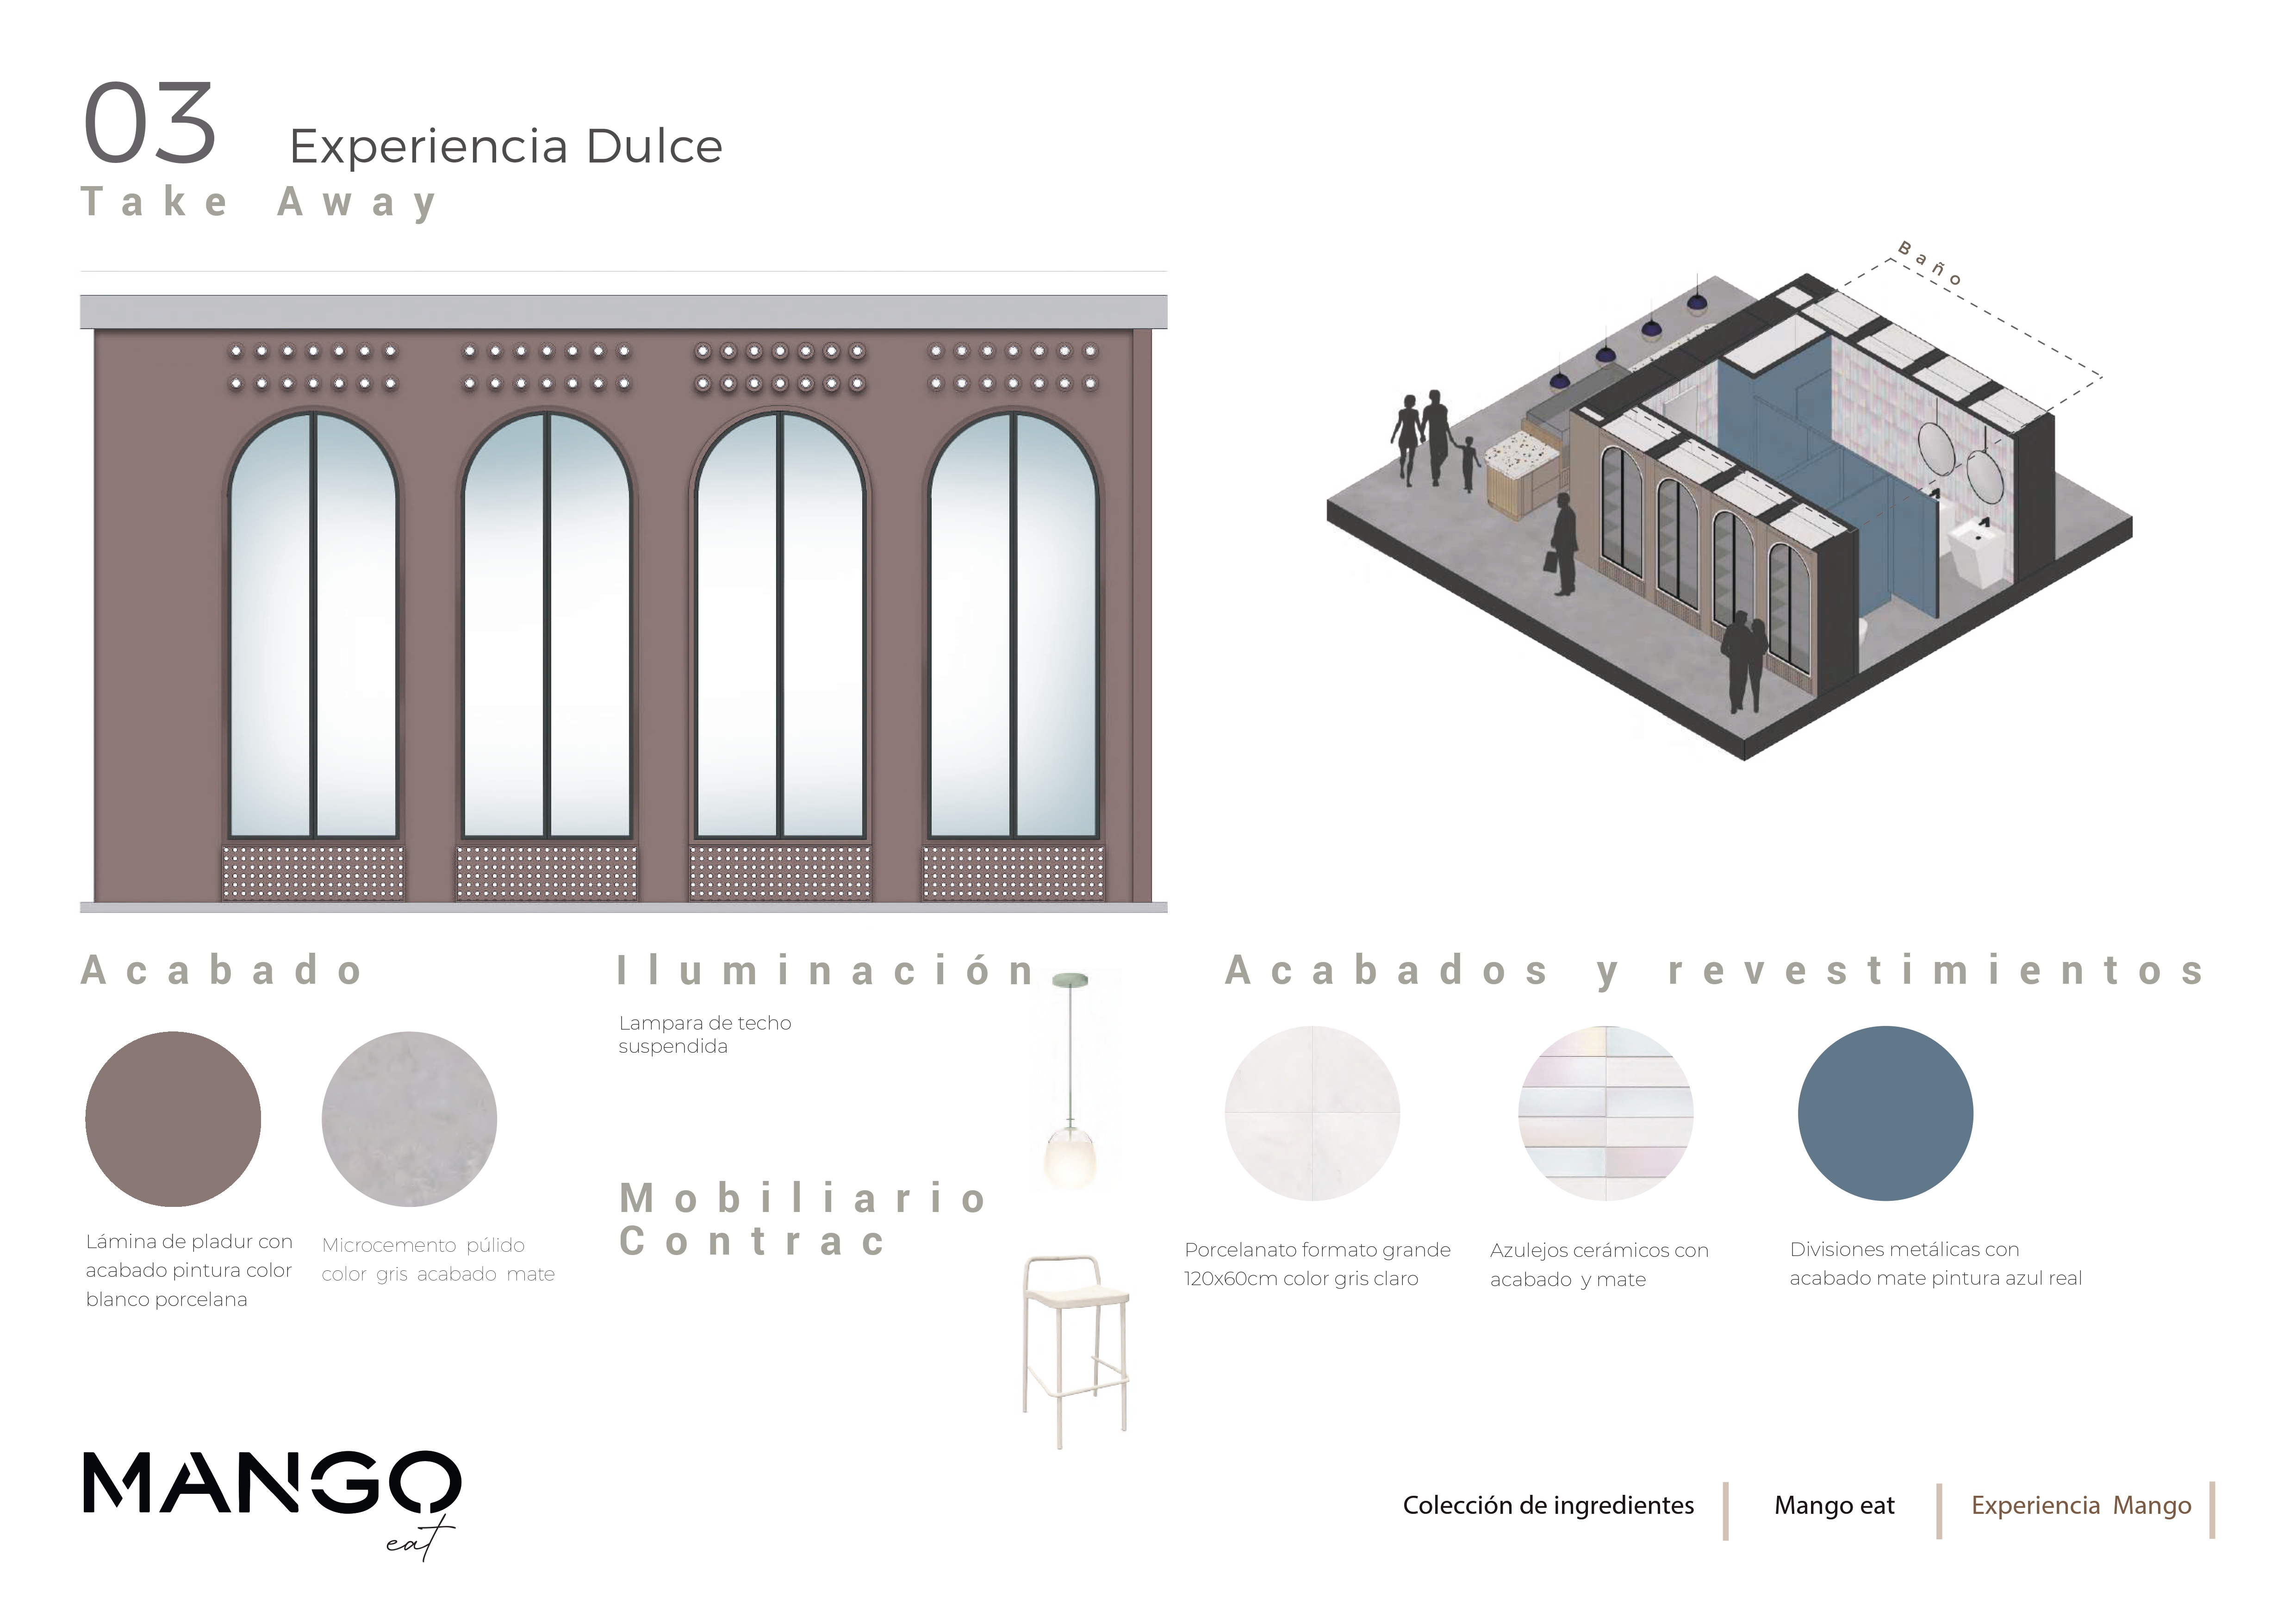 03 Experiencia Dulce
Take Away
Baño
Acabado
Lámina de pladur con
acabado pintura color
blanco porcelana
Microcemento púlido
color gris acabado mate
Iluminación
Lampara de techo
suspendida
Mobiliario
Contrac
Acabados y revestimientos
Porcelanato formato grande
120x60cm color gris claro
Azulejos cerámicos con
acabado y mate
Divisiones metálicas con
acabado mate pintura azul real
MANGO
eat
Colección de ingredientes | Mango eat | Experiencia Mango |